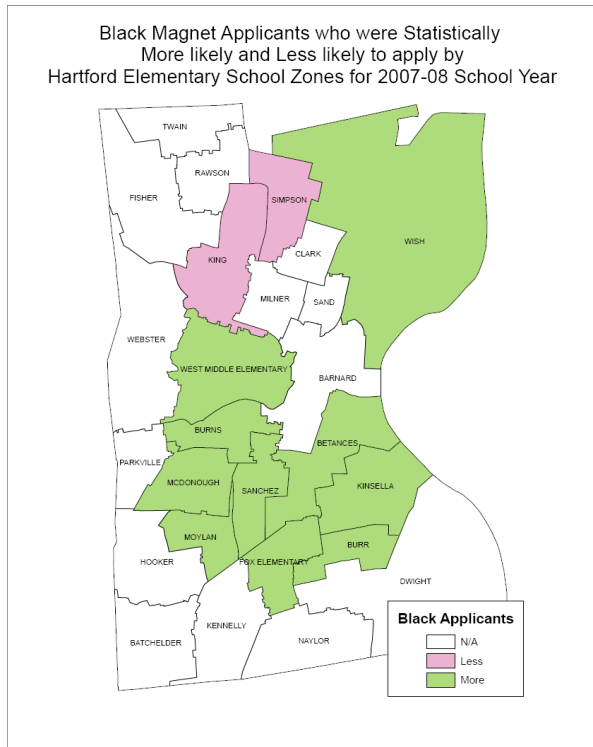 Black Magnet Applicants who were Statistically
More likely and Less likely to apply by
Hartford Elementary School Zones for 2007-08 School Year
TWAIN
RAWSON
FISHER
SIMPSON
WISH
CLARK
KING
MILNER
SAND
WEBSTER
WEST MIDDLE ELEMENTARY
BARNARD
BURNS
BETANCES
PARKVILLE
MCDONOUGH
SANCHEZ
KINSELLA
MOYLAN
BURR
HOOKER
FOX ELEMENTARY
DWIGHT
KENNELLY
BATCHELDER
NAYLOR
Black Applicants
N/A
Less
More